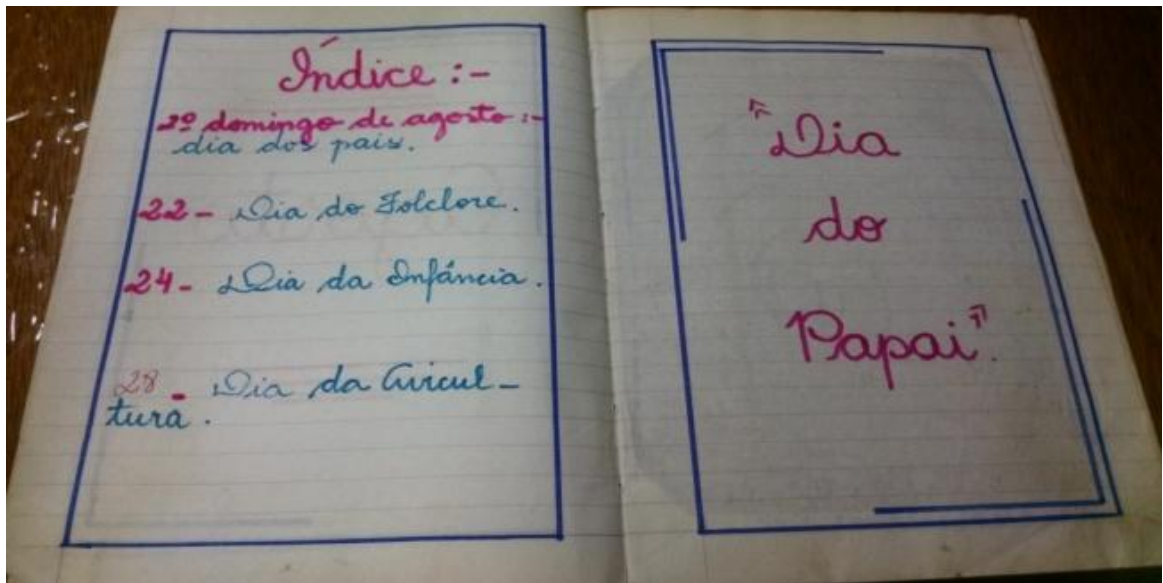 Índice :-
2º domingo de agosto :-
dia dos pais.
22 - Dia do Folclore.
24 - Dia da Infância.
28 - Dia da Avicul-
tura.
"Dia
do
Papai".